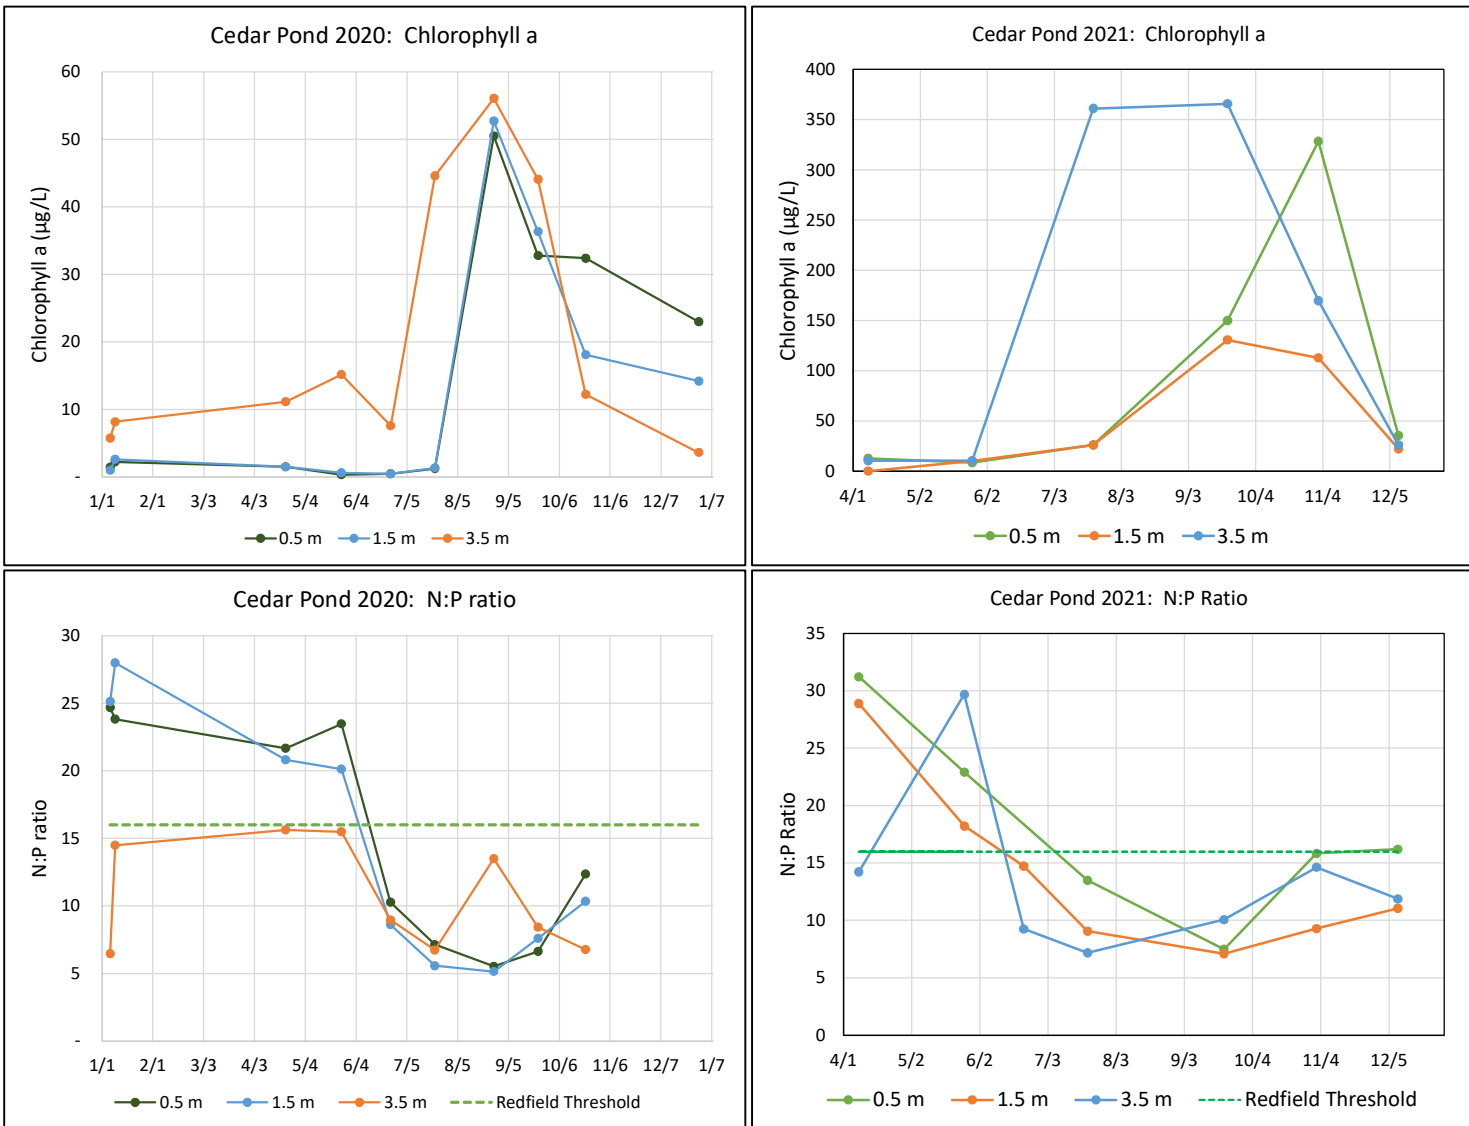 Cedar Pond 2020: Chlorophyll a
60
50
40
30
20
10
-
Chlorophyll a (µg/L)
1/1 2/1 3/3 4/3 5/4 6/4 7/5 8/5 9/5 10/6 11/6 12/7 1/7
0.5 m 1.5 m 3.5 m
Cedar Pond 2021: Chlorophyll a
400
350
300
250
200
150
100
50
0
Chlorophyll a (µg/L)
4/1 5/2 6/2 7/3 8/3 9/3 10/4 11/4 12/5
0.5 m 1.5 m 3.5 m
Cedar Pond 2020: N:P ratio
30
25
20
15
10
5
-
N:P ratio
1/1 2/1 3/3 4/3 5/4 6/4 7/5 8/5 9/5 10/6 11/6 12/7 1/7
0.5 m 1.5 m 3.5 m Redfield Threshold
Cedar Pond 2021: N:P Ratio
35
30
25
20
15
10
5
0
N:P Ratio
4/1 5/2 6/2 7/3 8/3 9/3 10/4 11/4 12/5
0.5 m 1.5 m 3.5 m Redfield Threshold